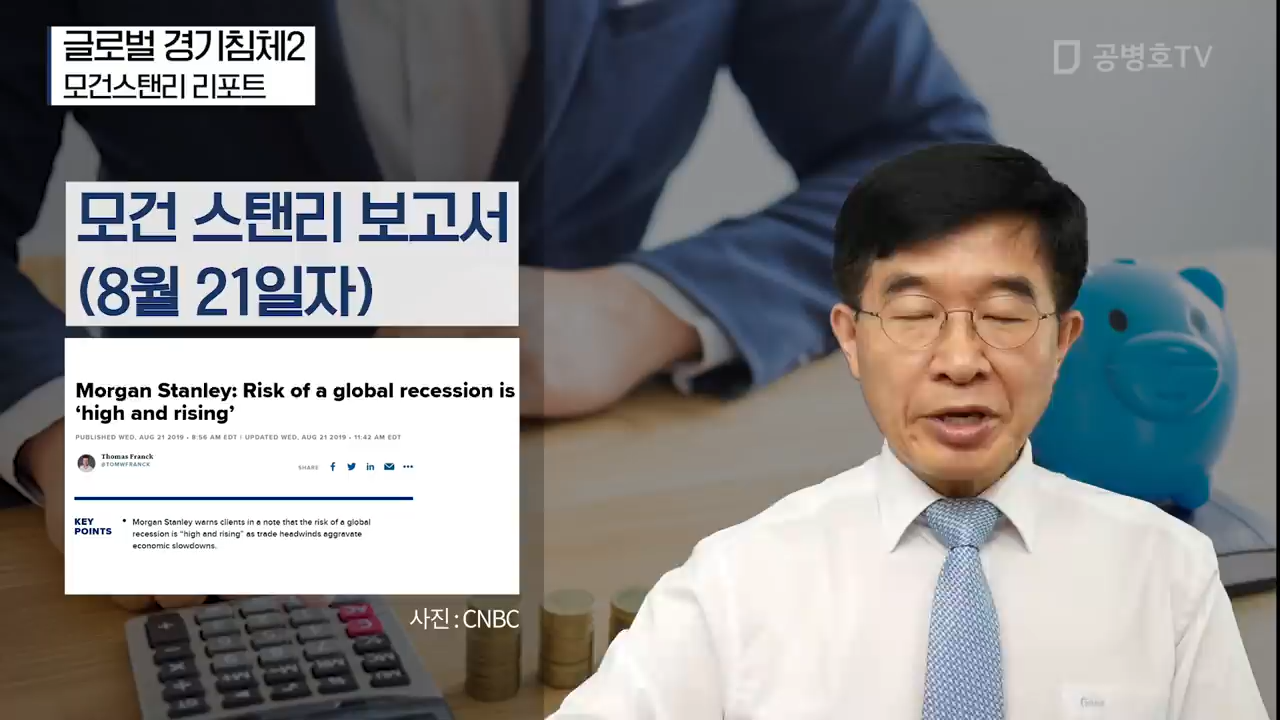 글로벌 경기침체2
모건스탠리 리포트
공병호TV
모건 스탠리 보고서
(8월 21일자)
Morgan Stanley: Risk of a global recession is
‘high and rising’
PUBLISHED WED, AUG 21 2019 • 8:56 AM EDT | UPDATED WED, AUG 21 2019 • 11:42 AM EDT
Thomas Franck
@TOMWFRANCK
SHARE
KEY
POINTS
• Morgan Stanley warns clients in a note that the risk of a global
recession is “high and rising” as trade headwinds aggravate
economic slowdowns.
사진 : CNBC